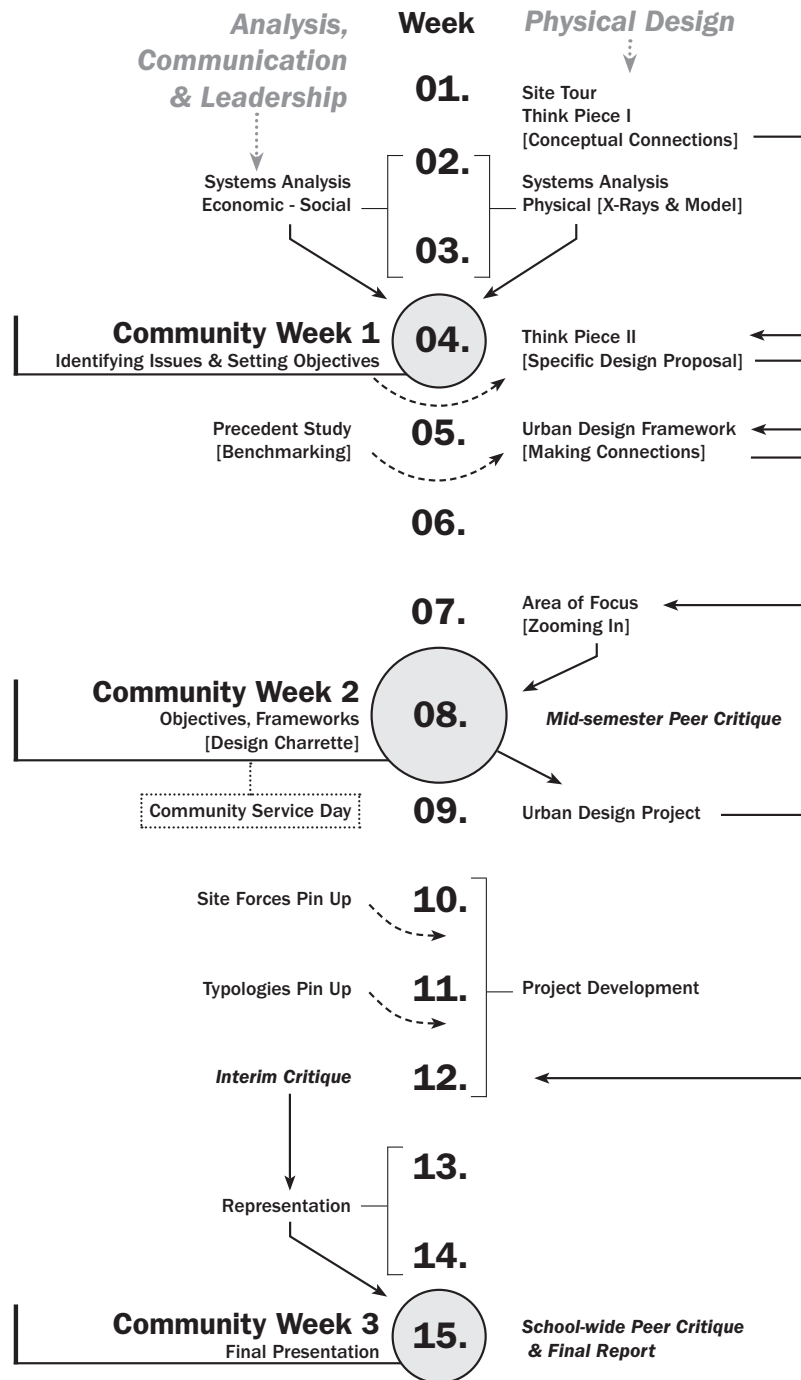 Analysis,
Communication
& Leadership
Week
Physical Design
01.
Site Tour
Think Piece I
[Conceptual Connections]
02.
Systems Analysis
Economic - Social
Systems Analysis
Physical [X-Rays & Model]
03.
Community Week 1
Identifying Issues & Setting Objectives
04.
Think Piece II
[Specific Design Proposal]
Precedent Study
[Benchmarking]
05.
Urban Design Framework
[Making Connections]
06.
07.
Area of Focus
[Zooming In]
Community Week 2
Objectives, Frameworks
[Design Charrette]
08.
Mid-semester Peer Critique
Community Service Day
09.
Urban Design Project
Site Forces Pin Up
10.
Typologies Pin Up
11.
Project Development
Interim Critique
12.
13.
Representation
14.
Community Week 3
Final Presentation
15.
School-wide Peer Critique
& Final Report